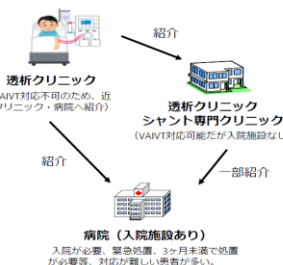 紹介
透析クリニック
VAIVT対応不可のため、近
クリニック・病院へ紹介)
透析クリニック
シャント専門クリニック
(VAIVT対応可能だが入院施設なし
紹介
一部紹介
病院(入院施設あり)
入院が必要、緊急処置、3ヶ月未満で処置
が必要等、対応が難しい患者が多い。